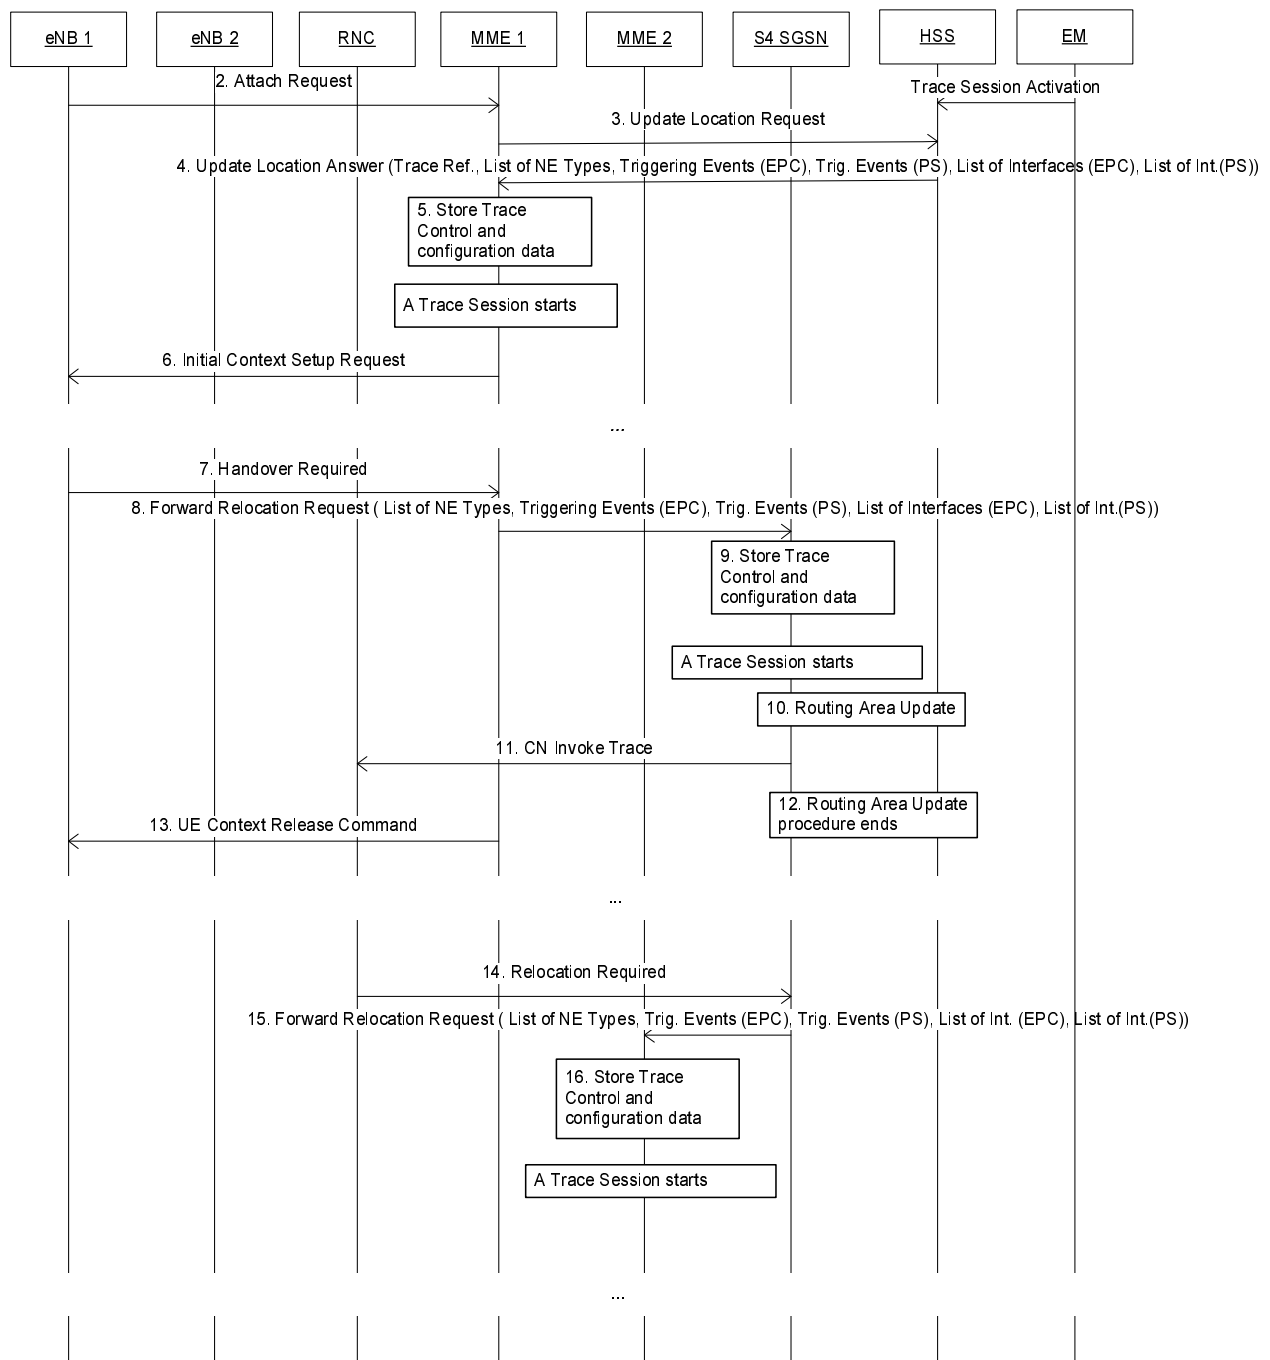 eNB 1
eNB 2
RNC
MME 1
MME 2
S4 SGSN
HSS
EM
2. Attach Request
Trace Session Activation
3. Update Location Request
4. Update Location Answer (Trace Ref., List of NE Types, Triggering Events (EPC), Trig. Events (PS), List of Interfaces (EPC), List of Int.(PS))
5. Store Trace
Control and
configuration data
A Trace Session starts
6. Initial Context Setup Request
...
7. Handover Required
8. Forward Relocation Request ( List of NE Types, Triggering Events (EPC), Trig. Events (PS), List of Interfaces (EPC), List of Int.(PS))
9. Store Trace
Control and
configuration data
A Trace Session starts
10. Routing Area Update
11. CN Invoke Trace
12. Routing Area Update
procedure ends
13. UE Context Release Command
...
14. Relocation Required
15. Forward Relocation Request ( List of NE Types, Trig. Events (EPC), Trig. Events (PS), List of Int. (EPC), List of Int.(PS))
16. Store Trace
Control and
configuration data
A Trace Session starts
...